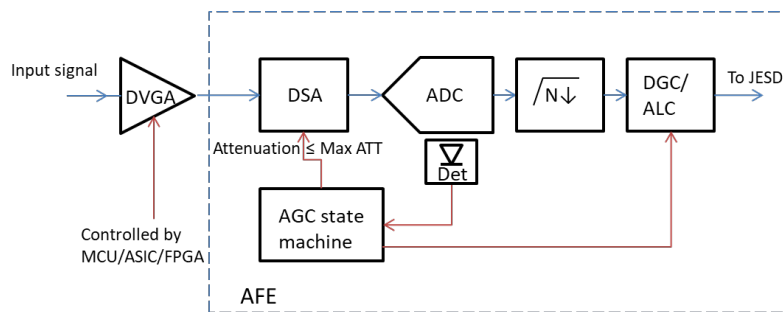 Input signal
DVGA
DSA
ADC
√N↓
DGC/
ALC
To JESD
Attenuation ≤ Max ATT
Det
AGC state
machine
Controlled by
MCU/ASIC/FPGA
AFE